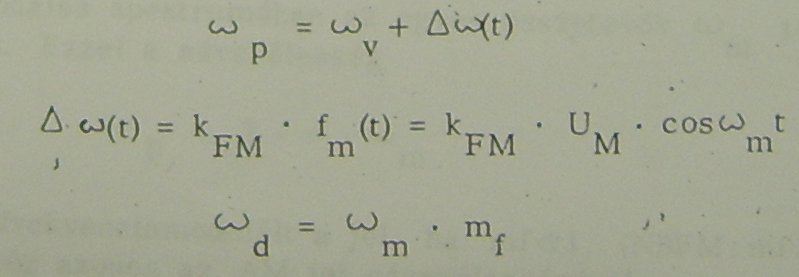 ω_p = ω_v + Δω(t)
Δω(t) = k_FM · f_m(t) = k_FM · U_M · cosω_m t
ω_d = ω_m · m_f